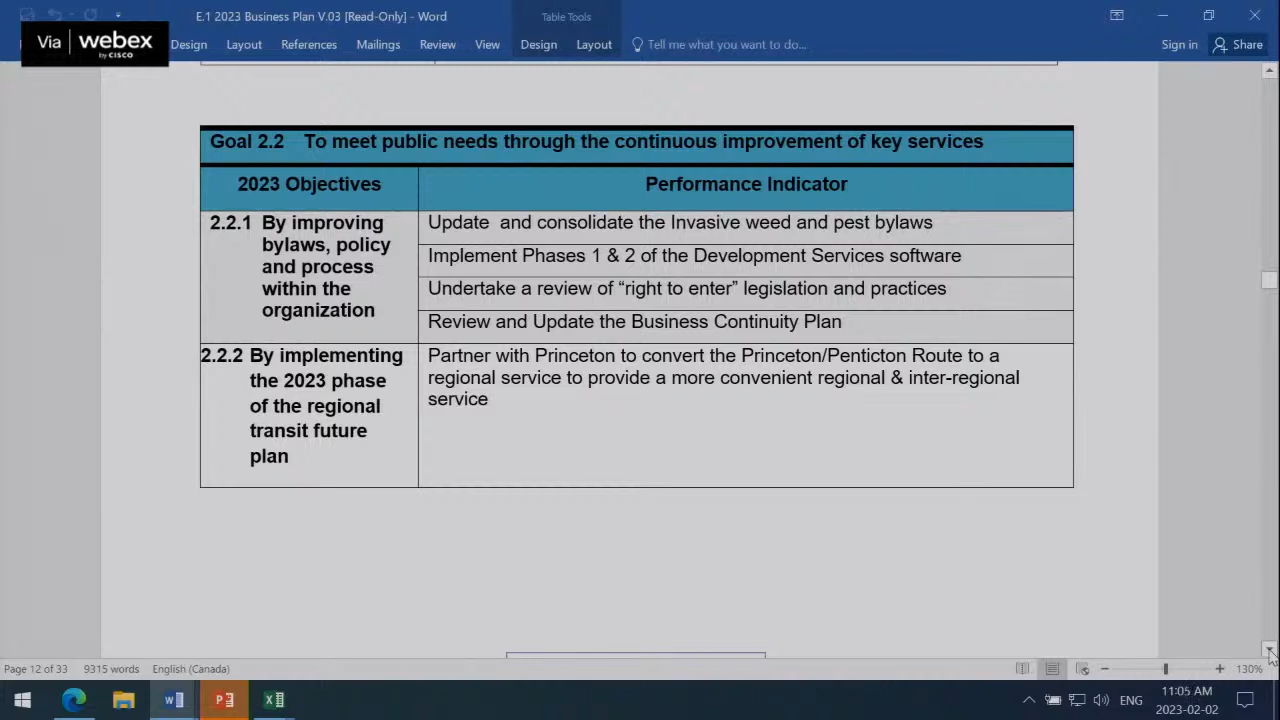 E.1 2023 Business Plan V.03 [Read-Only] - Word
Table Tools
Via webex
by CISCO
Design Layout References Mailings Review View Design Layout Tell me what you want to do... Sign in Share
Goal 2.2 To meet public needs through the continuous improvement of key services
2023 Objectives Performance Indicator
2.2.1 By improving
bylaws, policy
and process
within the
organization
Update and consolidate the Invasive weed and pest bylaws
Implement Phases 1 & 2 of the Development Services software
Undertake a review of “right to enter” legislation and practices
Review and Update the Business Continuity Plan
2.2.2 By implementing
the 2023 phase
of the regional
transit future
plan
Partner with Princeton to convert the Princeton/Penticton Route to a
regional service to provide a more convenient regional & inter-regional
service
Page 12 of 33 9315 words English (Canada) 130%
ENG
11:05 AM
2023-02-02